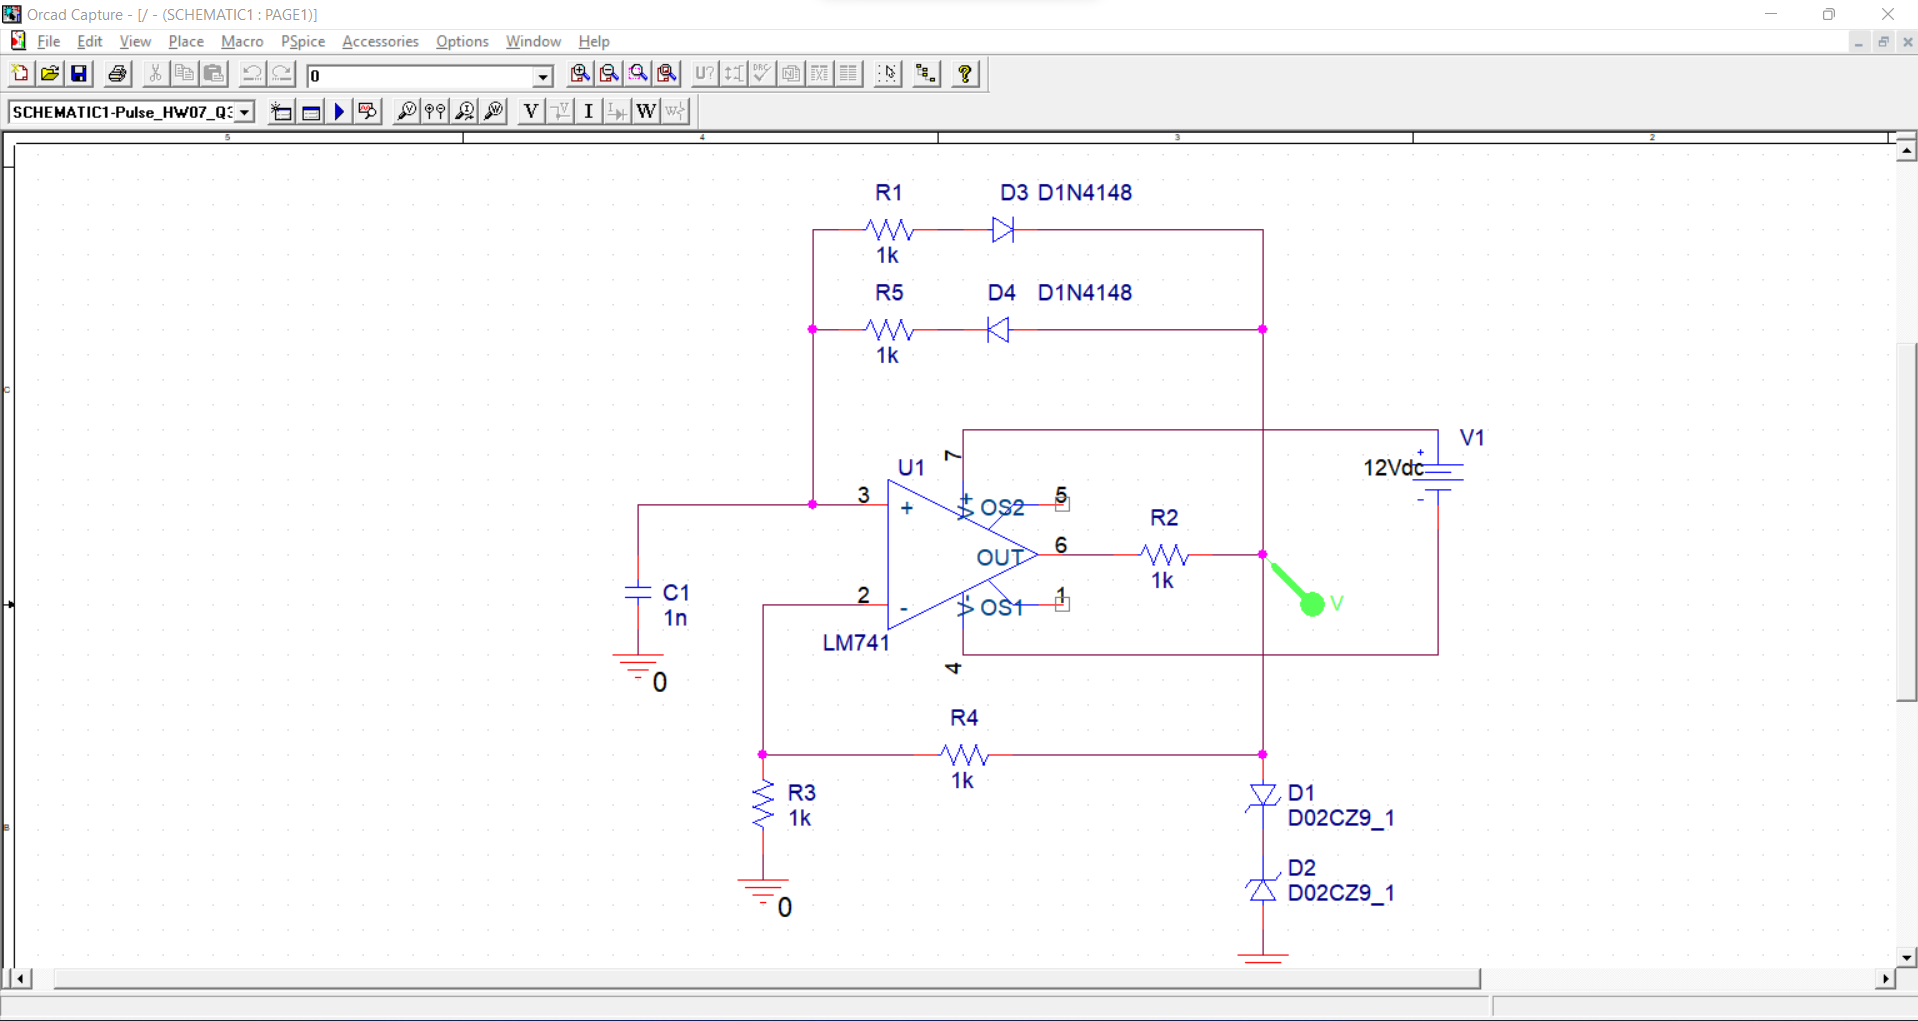 Orcad Capture - [/ - (SCHEMATIC1 : PAGE1)]
File Edit View Place Macro PSpice Accessories Options Window Help
0
U?
DRC
SCHEMATIC1-Pulse_HW07_Q3
V I W
5 4 3 2
C
B
R1
1k
D3 D1N4148
R5
1k
D4 D1N4148
V1
12Vdc
+
-
U1
7
3
+
V+
OS2
5
OUT
6
R2
1k
V
2
-
V-
OS1
1
LM741
4
C1
1n
0
R4
1k
R3
1k
0
D1
D02CZ9_1
D2
D02CZ9_1